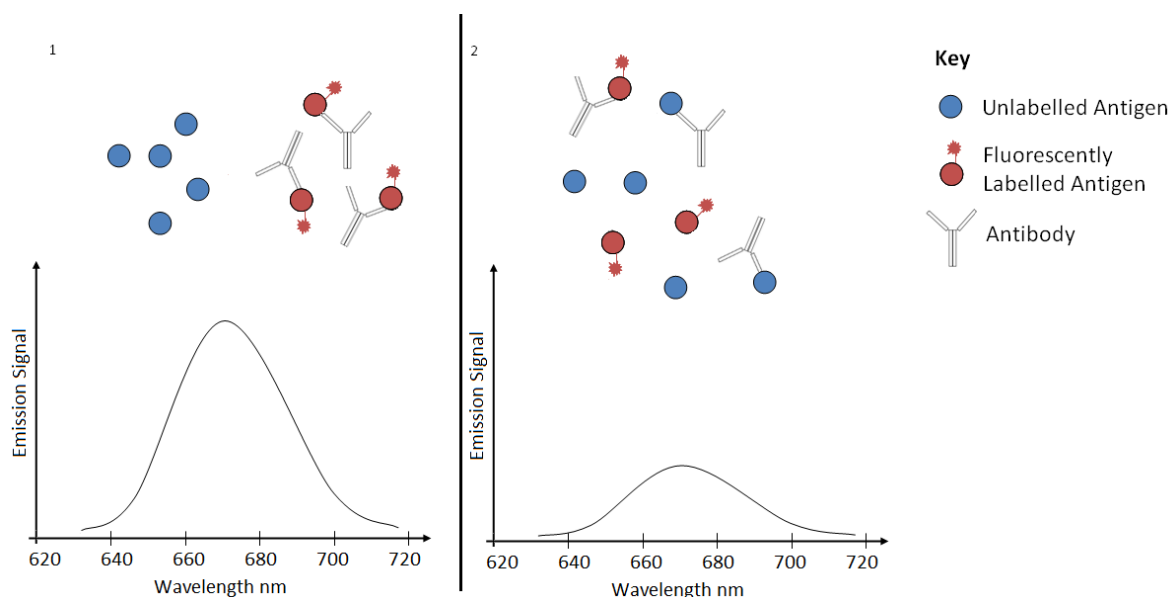 1
2
Key
Unlabelled Antigen
Fluorescently
Labelled Antigen
Antibody
Emission Signal
620 640 660 680 700 720
Wavelength nm
Emission Signal
620 640 660 680 700 720
Wavelength nm